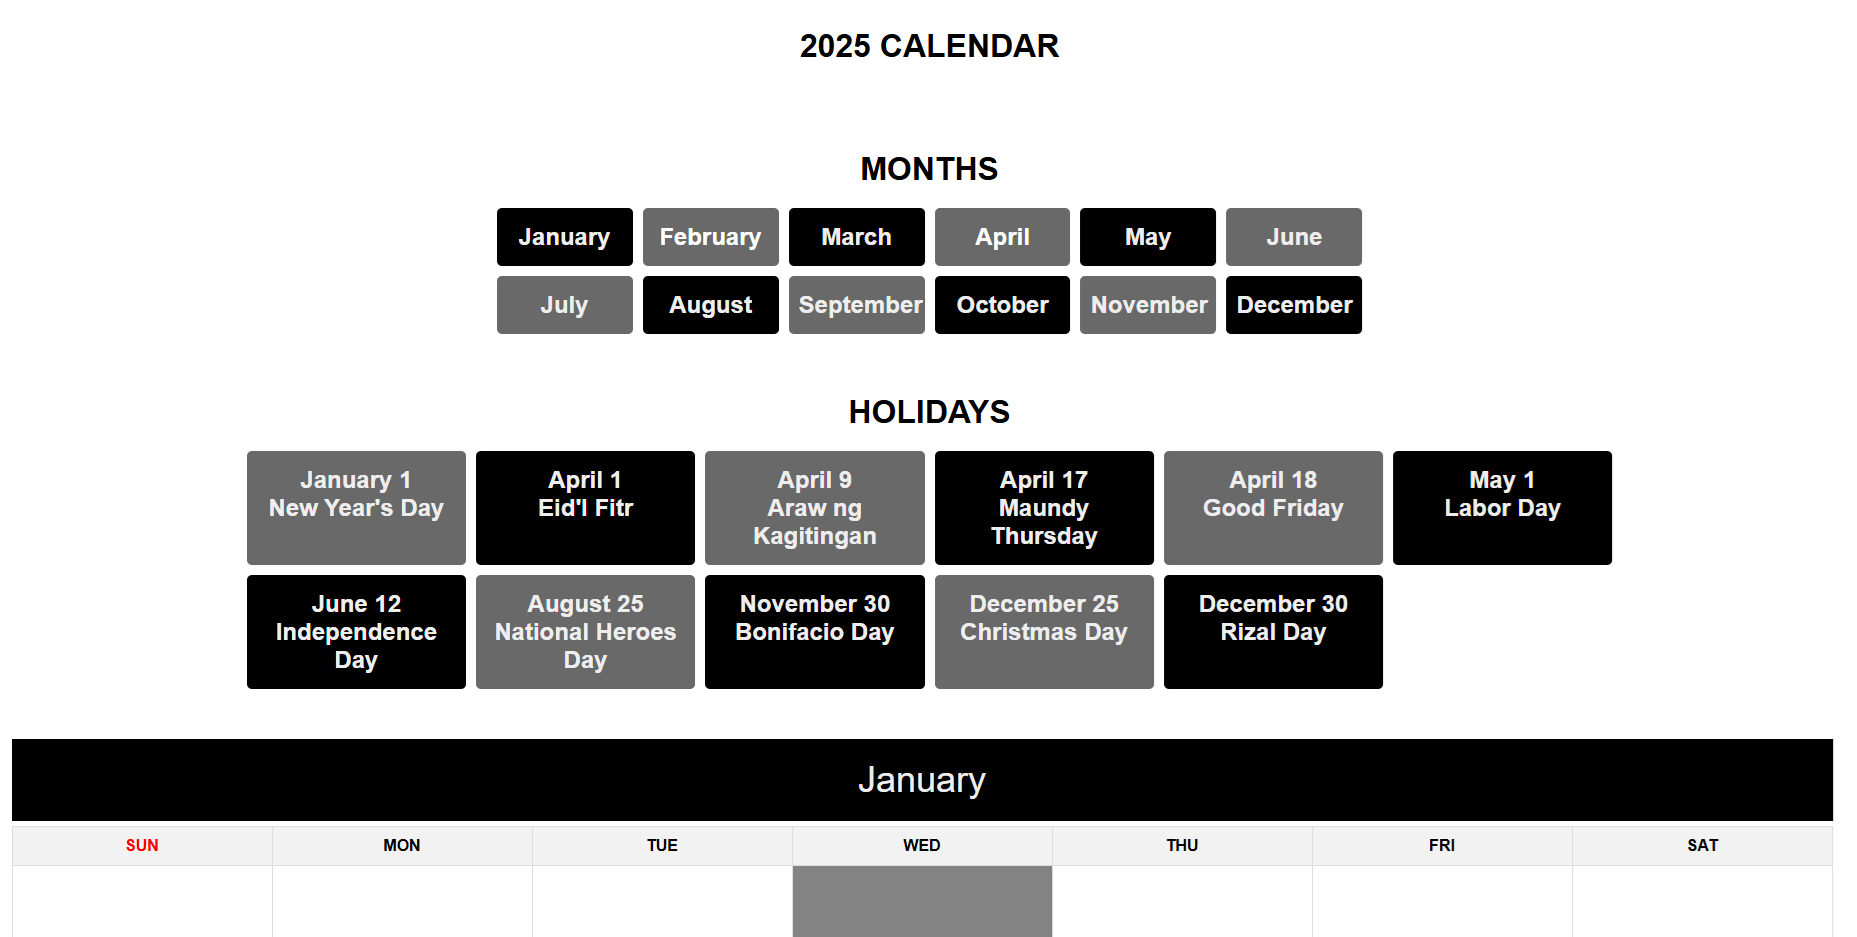 2025 CALENDAR
MONTHS
January February March April May June
July August September October November December
HOLIDAYS
January 1
New Year's Day
April 1
Eid'l Fitr
April 9
Araw ng
Kagitingan
April 17
Maundy
Thursday
April 18
Good Friday
May 1
Labor Day
June 12
Independence
Day
August 25
National Heroes
Day
November 30
Bonifacio Day
December 25
Christmas Day
December 30
Rizal Day
January
SUN MON TUE WED THU FRI SAT